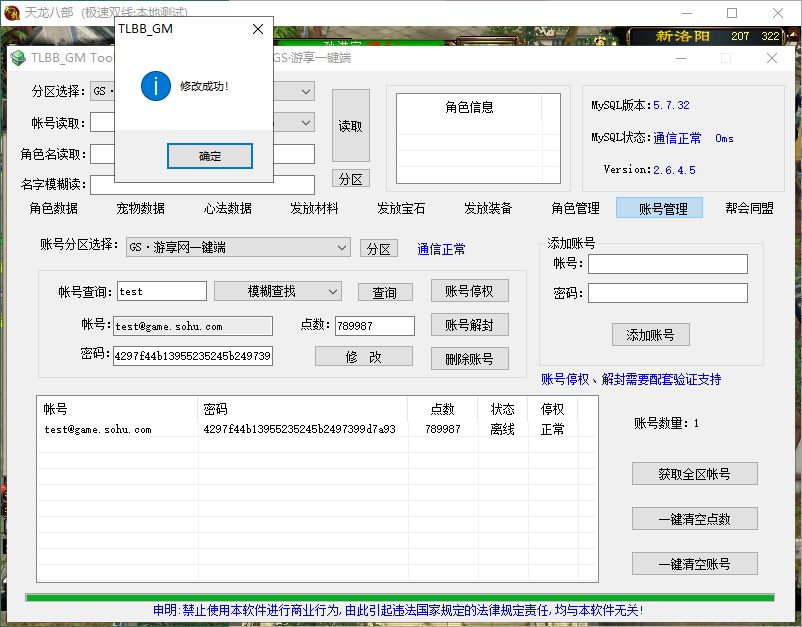 天龙八部 (极速双线:本地测试)
新洛阳 207 322
TLBB_GM Tool
GS·游享网一键端
TLBB_GM
修改成功!
确定
分区选择: GS·
帐号读取:
角色名读取:
名字模糊读:
读取
分区
角色信息
MySQL版本:5.7.32
MySQL状态:通信正常 0ms
Version:2.6.4.5
角色数据 宠物数据 心法数据 发放材料 发放宝石 发放装备 角色管理 账号管理 帮会同盟
账号分区选择: GS·游享网一键端 分区 通信正常
帐号查询: test 模糊查找 查询 账号停权
帐号: test@game.sohu.com 点数: 789987 账号解封
密码: 4297f44b13955235245b249739 修 改 删除账号
添加账号
帐号:
密码:
添加账号
账号停权、解封需要配套验证支持
帐号 密码 点数 状态 停权
test@game.sohu.com 4297f44b13955235245b2497399d7a93 789987 离线 正常
账号数量: 1
获取全区帐号
一键清空点数
一键清空账号
申明:禁止使用本软件进行商业行为,由此引起违法国家规定的法律规定责任,均与本软件无关!